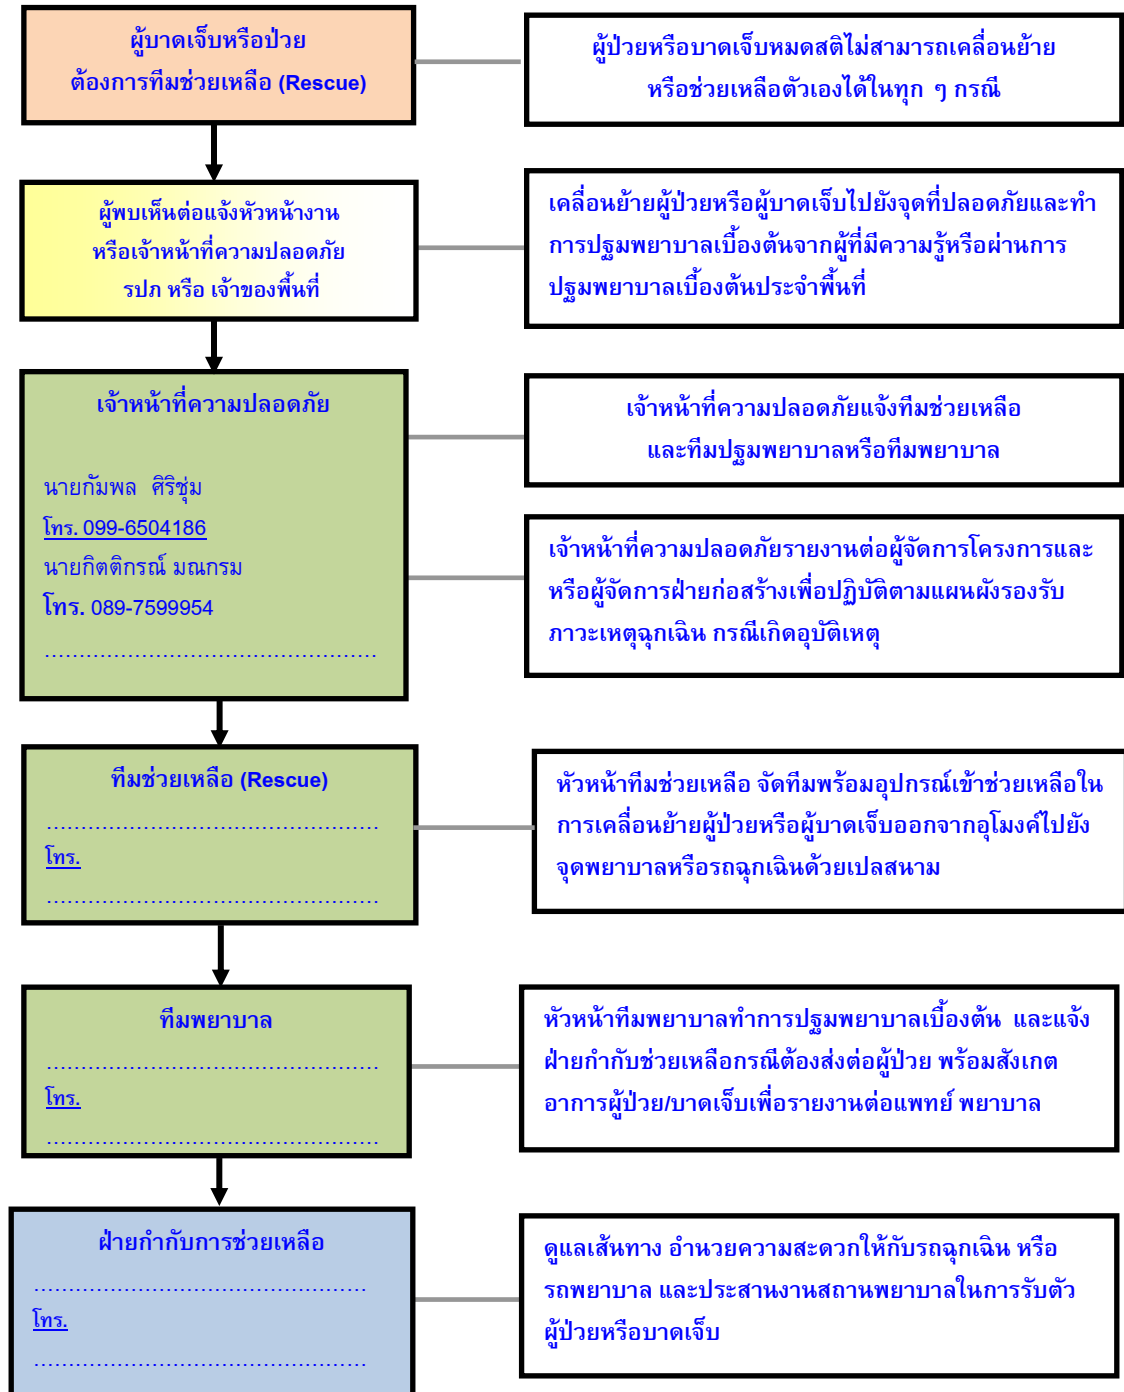 ผู้บาดเจ็บหรือป่วย
ต้องการทีมช่วยเหลือ (Rescue)
ผู้ป่วยหรือบาดเจ็บหมดสติไม่สามารถเคลื่อนย้าย
หรือช่วยเหลือตัวเองได้ในทุก ๆ กรณี
ผู้พบเห็นต่อแจ้งหัวหน้างาน
หรือเจ้าหน้าที่ความปลอดภัย
รปภ หรือ เจ้าของพื้นที่
เคลื่อนย้ายผู้ป่วยหรือผู้บาดเจ็บไปยังจุดที่ปลอดภัยและทำ
การปฐมพยาบาลเบื้องต้นจากผู้ที่มีความรู้หรือผ่านการ
ปฐมพยาบาลเบื้องต้นประจำพื้นที่
เจ้าหน้าที่ความปลอดภัย
นายกัมพล ศิริชุ่ม
โทร. 099-6504186
นายกิตติกรณ์ มณกรม
โทร. 089-7599954
................................................
เจ้าหน้าที่ความปลอดภัยแจ้งทีมช่วยเหลือ
และทีมปฐมพยาบาลหรือทีมพยาบาล
เจ้าหน้าที่ความปลอดภัยรายงานต่อผู้จัดการโครงการและ
หรือผู้จัดการฝ่ายก่อสร้างเพื่อปฏิบัติตามแผนผังรองรับ
ภาวะเหตุฉุกเฉิน กรณีเกิดอุบัติเหตุ
ทีมช่วยเหลือ (Rescue)
................................................
โทร.
................................................
หัวหน้าทีมช่วยเหลือ จัดทีมพร้อมอุปกรณ์เข้าช่วยเหลือใน
การเคลื่อนย้ายผู้ป่วยหรือผู้บาดเจ็บออกจากอุโมงค์ไปยัง
จุดพยาบาลหรือรถฉุกเฉินด้วยเปลสนาม
ทีมพยาบาล
................................................
โทร.
................................................
หัวหน้าทีมพยาบาลทำการปฐมพยาบาลเบื้องต้น และแจ้ง
ฝ่ายกำกับช่วยเหลือกรณีต้องส่งต่อผู้ป่วย พร้อมสังเกต
อาการผู้ป่วย/บาดเจ็บเพื่อรายงานต่อแพทย์ พยาบาล
ฝ่ายกำกับการช่วยเหลือ
................................................
โทร.
................................................
ดูแลเส้นทาง อำนวยความสะดวกให้กับรถฉุกเฉิน หรือ
รถพยาบาล และประสานงานสถานพยาบาลในการรับตัว
ผู้ป่วยหรือบาดเจ็บ